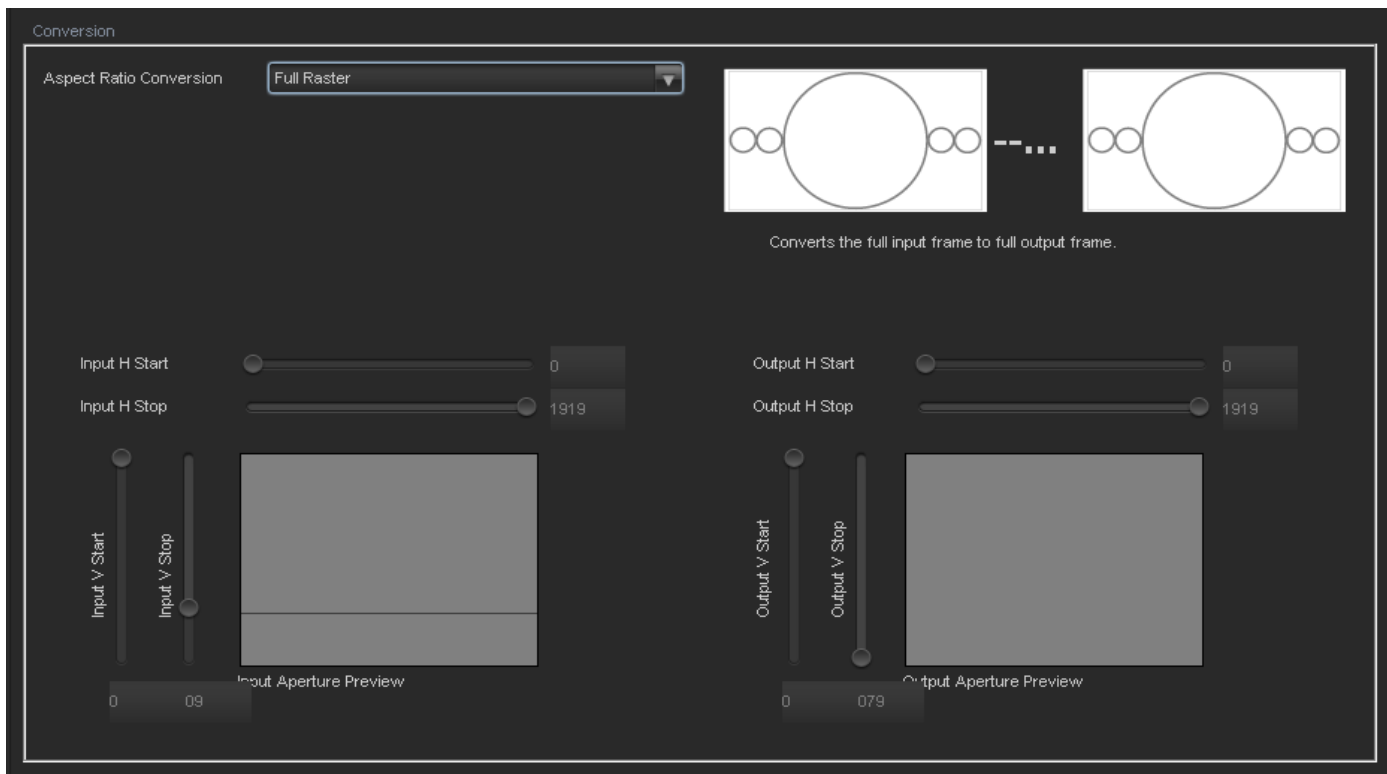 Conversion
Aspect Ratio Conversion
Full Raster
Converts the full input frame to full output frame.
Input H Start
0
Output H Start
0
Input H Stop
1919
Output H Stop
1919
Input V Start
Input V Stop
Output V Start
Output V Stop
Input Aperture Preview
Output Aperture Preview
0
09
0
079